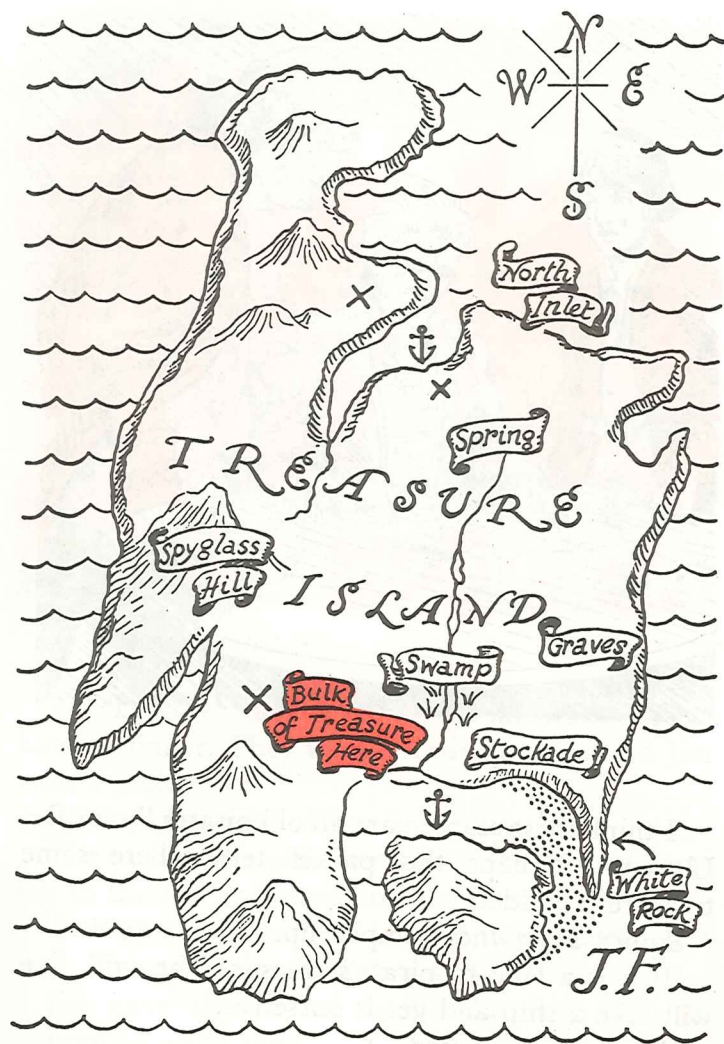 N
W E
S
North
Inlet
Spring
TREASURE
Spyglass
Hill
ISLAND
Graves
Swamp
Bulk
of Treasure
Here
Stockade
White
Rock
J.F.